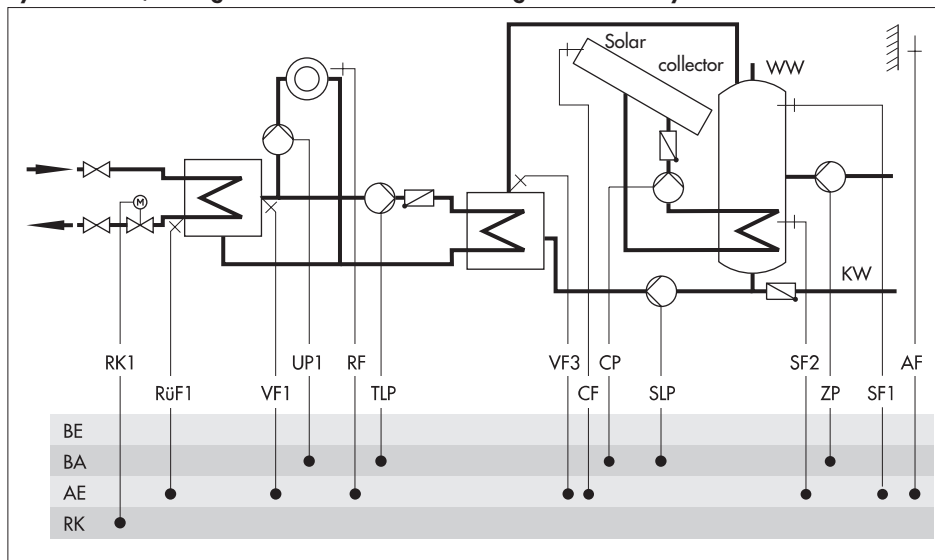 Solar
collector
WW
M
KW
RK1 UP1 RF VF3 CP SF2 AF
RüF1 VF1 TLP CF SLP ZP SF1
BE
BA
AE
RK